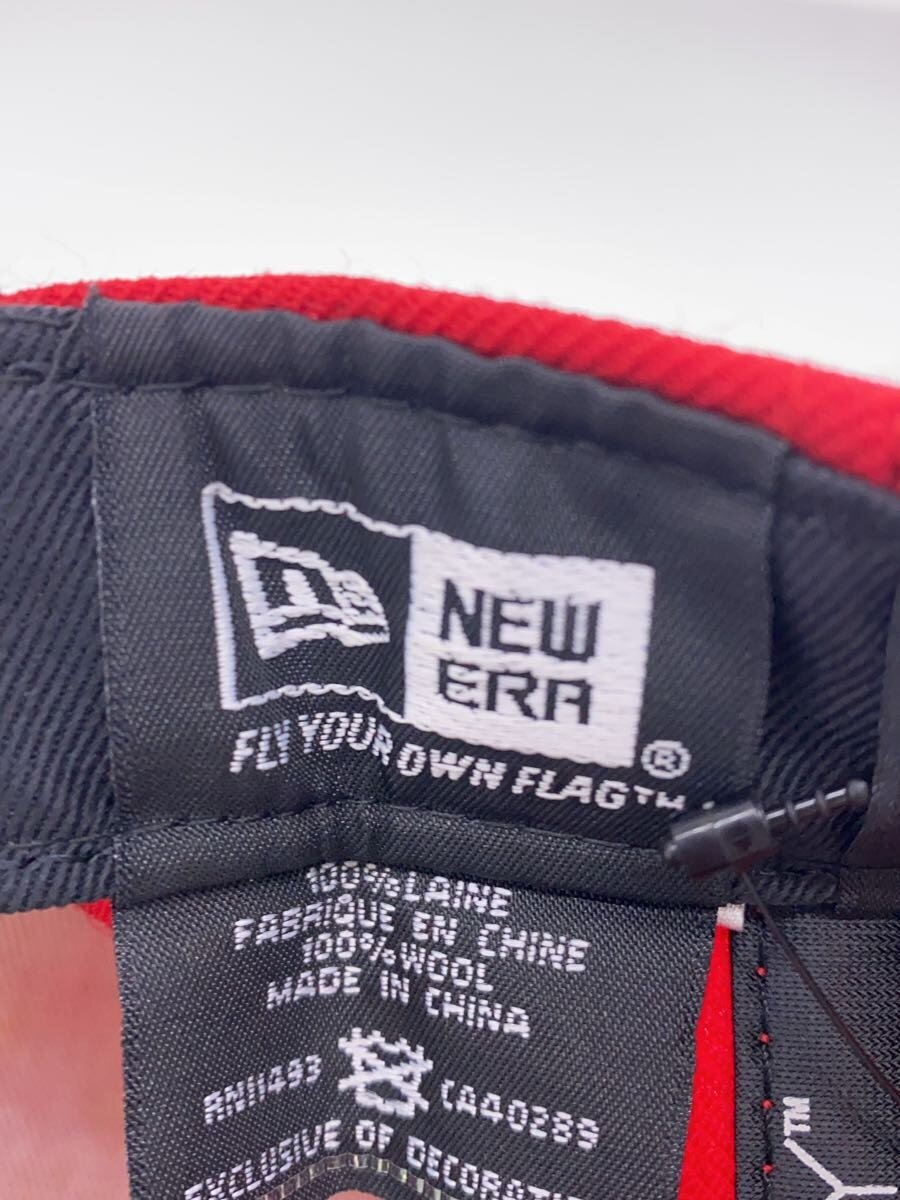 NEW
ERA
®
FLY YOUR OWN FLAG™
100% LAINE
FABRIQUE EN CHINE
100% WOOL
MADE IN CHINA
RN11493 CA40289
EXCLUSIVE OF
TM